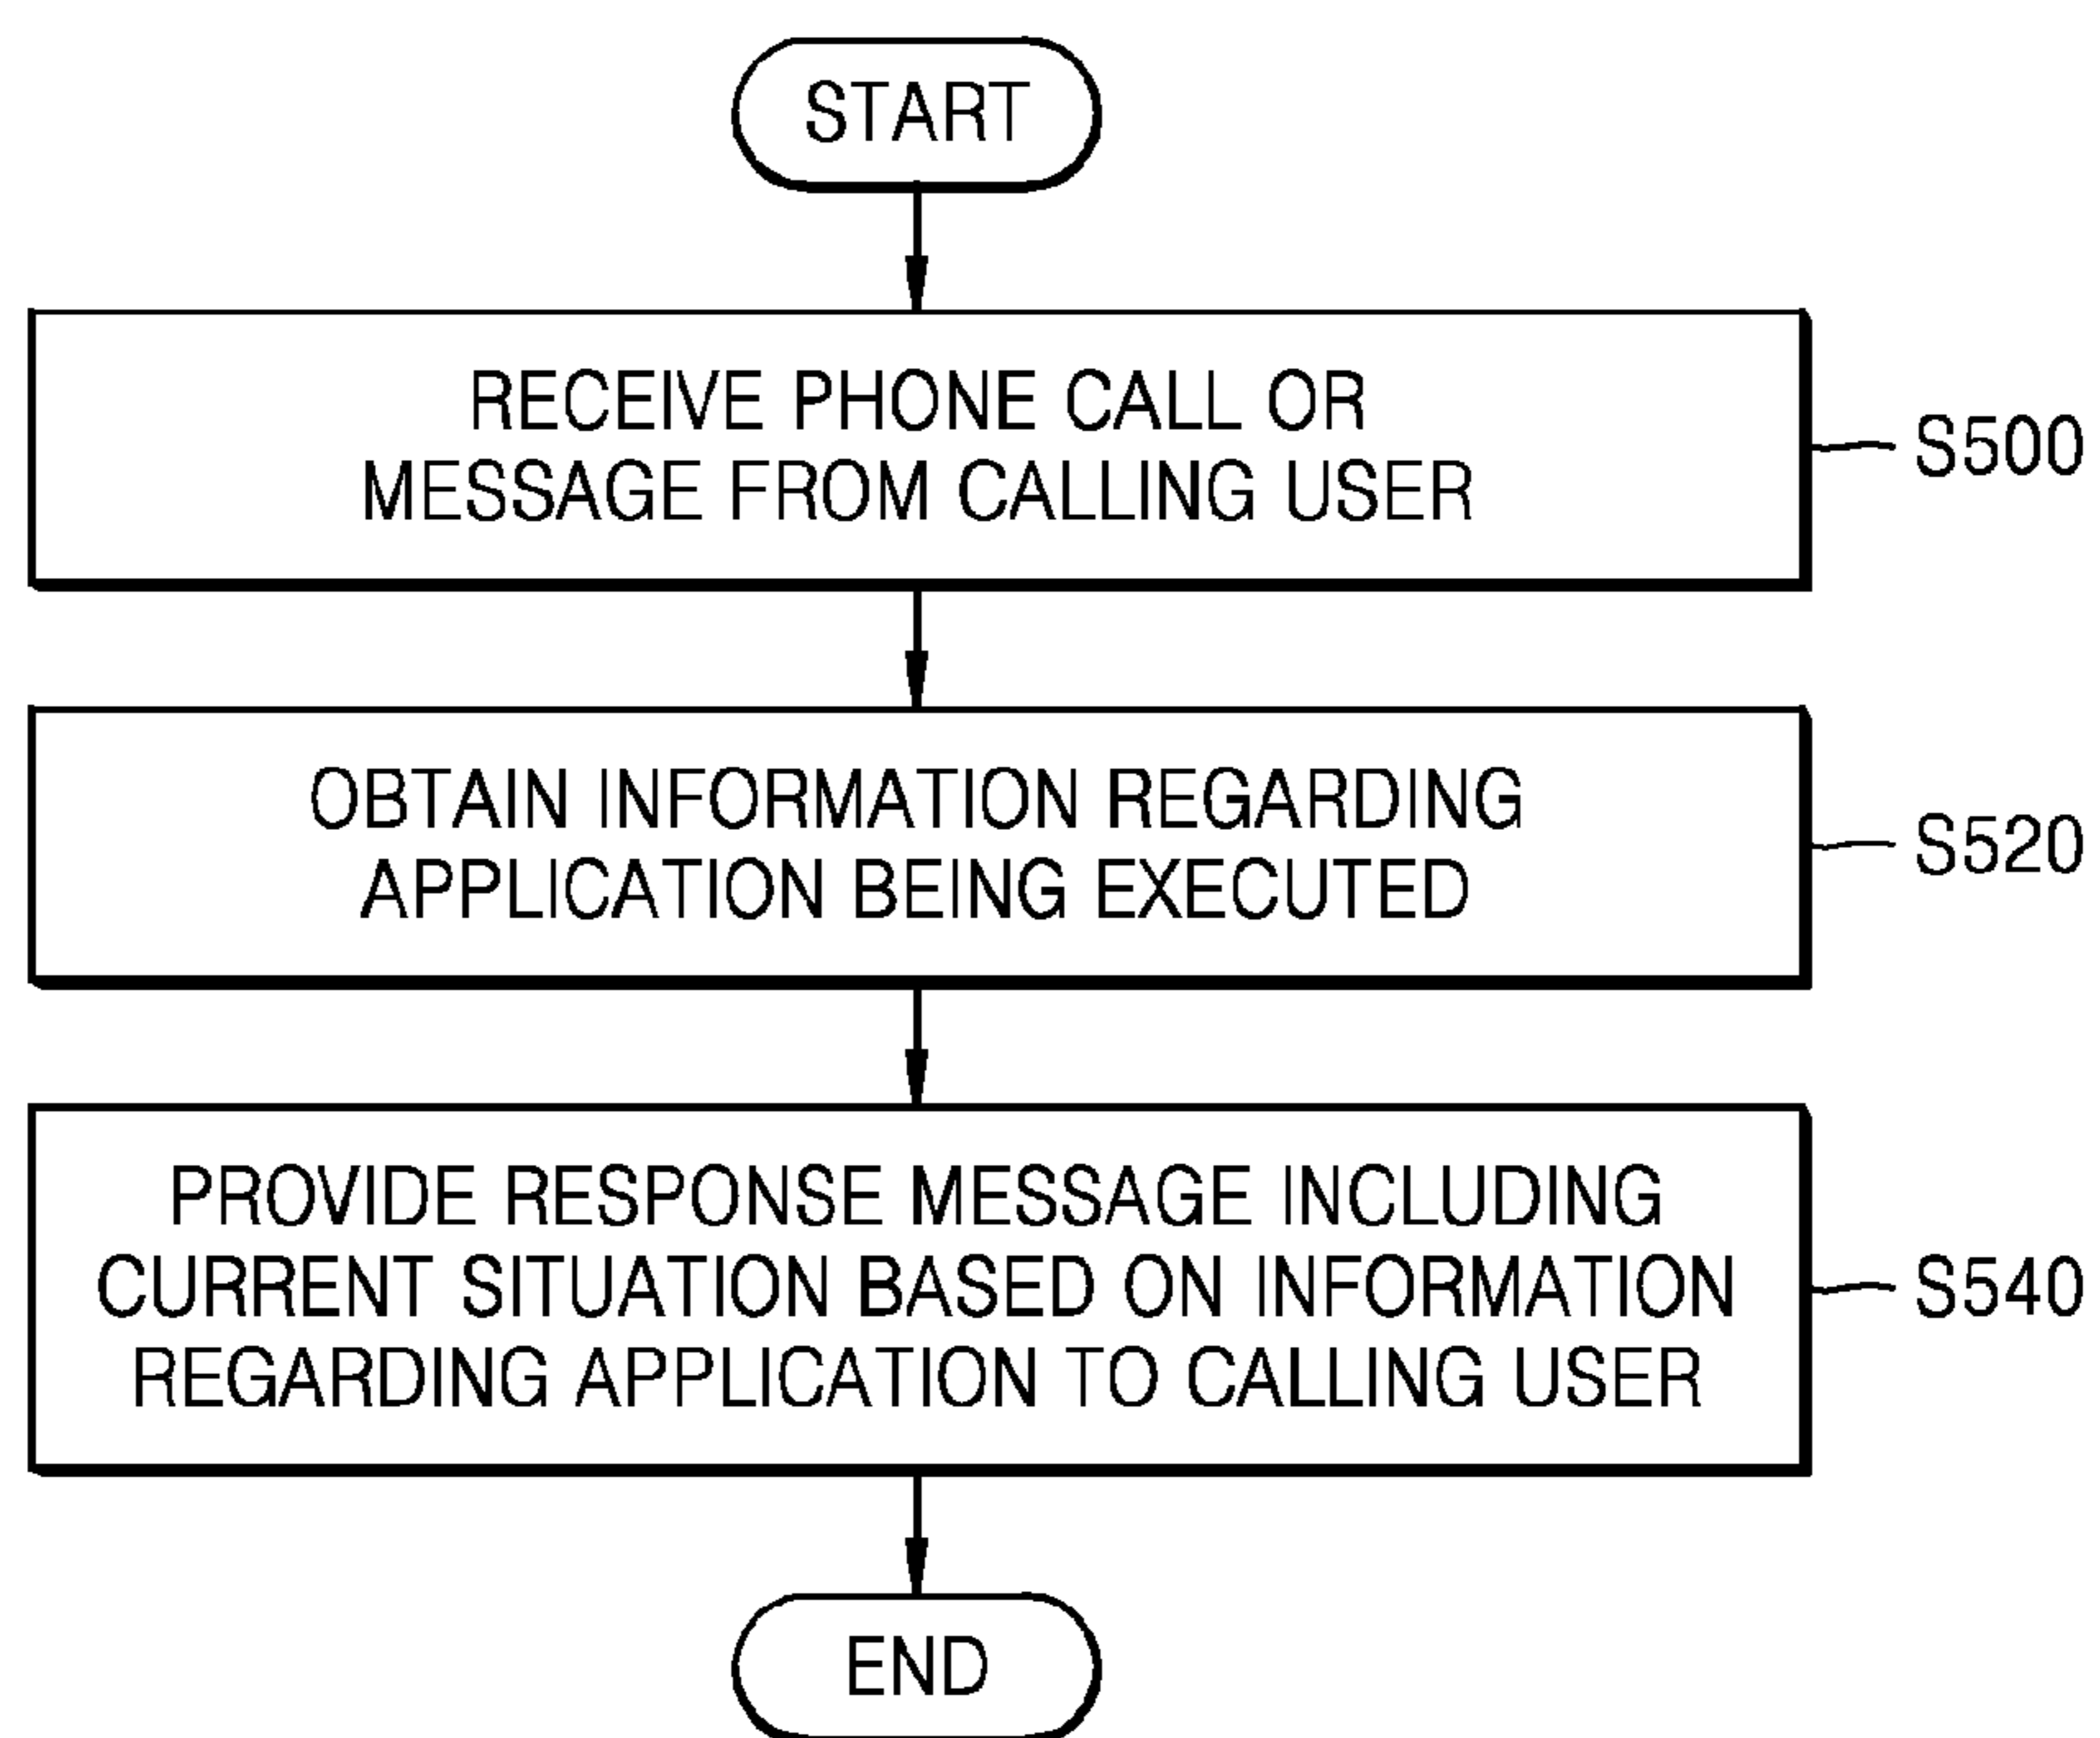 START
RECEIVE PHONE CALL OR
MESSAGE FROM CALLING USER
S500
OBTAIN INFORMATION REGARDING
APPLICATION BEING EXECUTED
S520
PROVIDE RESPONSE MESSAGE INCLUDING
CURRENT SITUATION BASED ON INFORMATION
REGARDING APPLICATION TO CALLING USER
S540
END